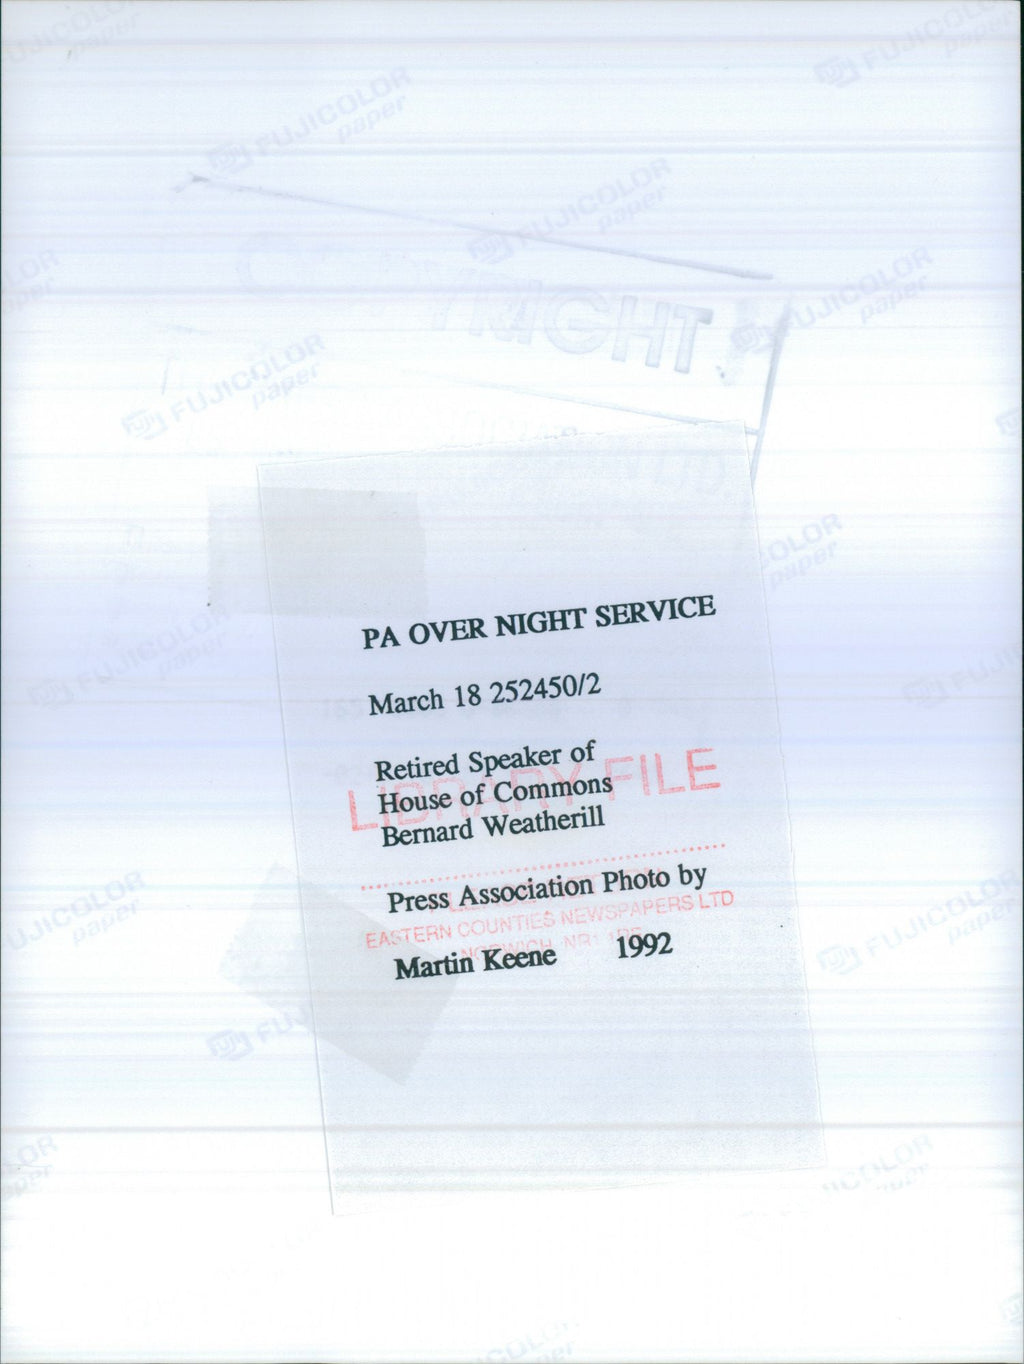 FUJICOLOR
paper
COPYRIGHT
PA OVER NIGHT SERVICE
March 18 252450/2
Retired Speaker of
House of Commons
Bernard Weatherill
LIBRARY FILE
Press Association Photo by
EASTERN COUNTIES NEWSPAPERS LTD
Martin Keene 1992